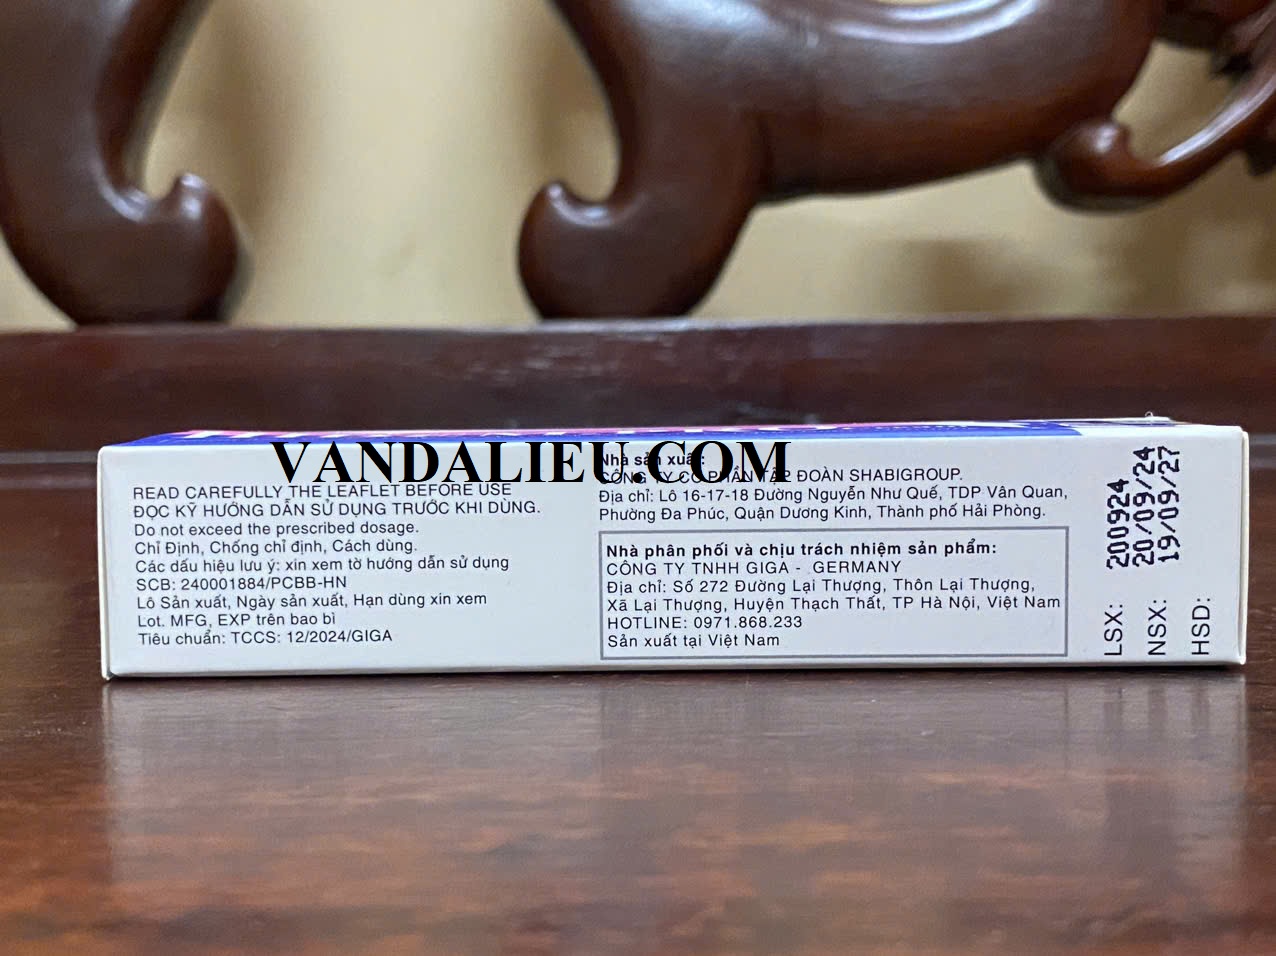 VANDALIEU.COM
READ CAREFULLY THE LEAFLET BEFORE USE
ĐỌC KỸ HƯỚNG DẪN SỬ DỤNG TRƯỚC KHI DÙNG.
Do not exceed the prescribed dosage.
Chỉ Định, Chống chỉ định, Cách dùng.
Các dấu hiệu lưu ý: xin xem tờ hướng dẫn sử dụng
SCB: 240001884/PCBB-HN
Lô Sản xuất, Ngày sản xuất, Hạn dùng xin xem
Lot. MFG, EXP trên bao bì
Tiêu chuẩn: TCCS: 12/2024/GIGA
Nhà sản xuất:
CÔNG TY CỔ PHẦN TẬP ĐOÀN SHABIGROUP.
Địa chỉ: Lô 16-17-18 Đường Nguyễn Như Quế, TDP Vân Quan,
Phường Đa Phúc, Quận Dương Kinh, Thành phố Hải Phòng.
Nhà phân phối và chịu trách nhiệm sản phẩm:
CÔNG TY TNHH GIGA - GERMANY
Địa chỉ: Số 272 Đường Lại Thượng, Thôn Lại Thượng,
Xã Lại Thượng, Huyện Thạch Thất, TP Hà Nội, Việt Nam
HOTLINE: 0971.868.233
Sản xuất tại Việt Nam
LSX: 200924
NSX: 20/09/24
HSD: 19/09/27